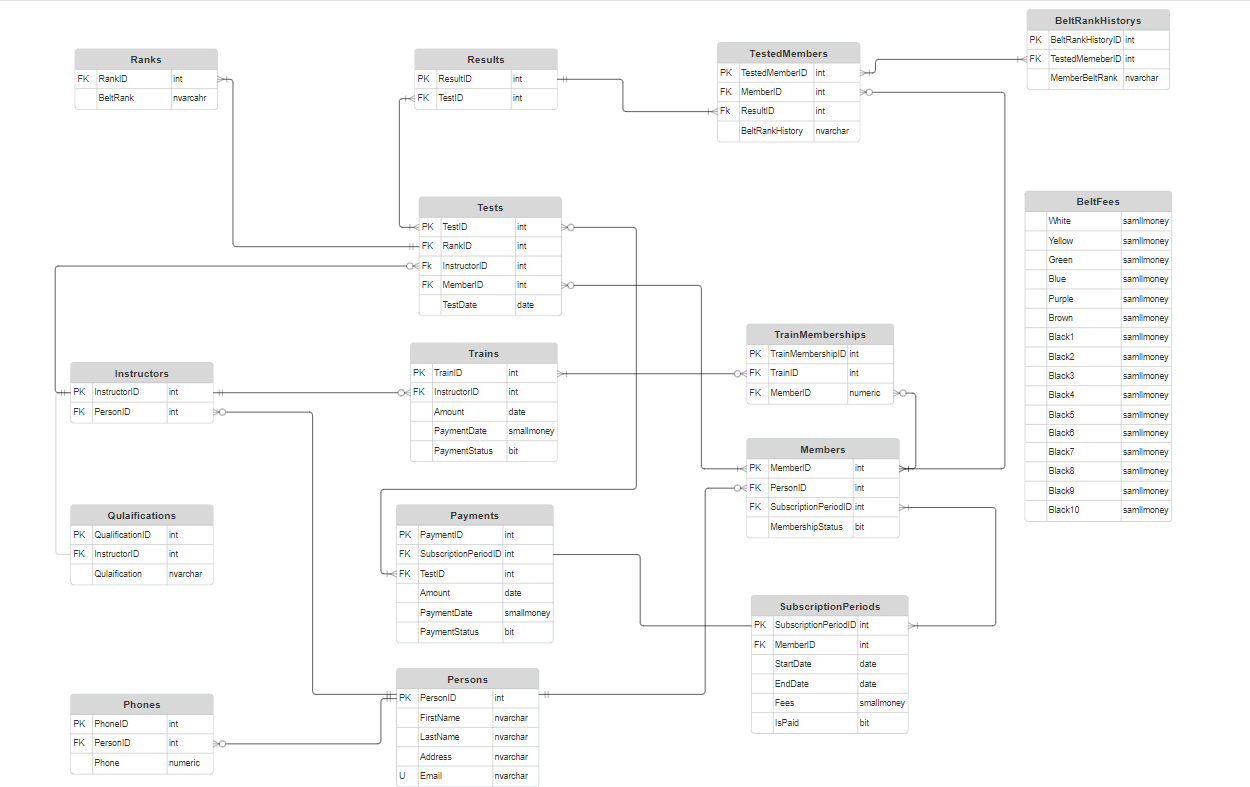 BeltRankHistorys
PK BeltRankHistoryID int
FK TestedMemeberID int
MemberBeltRank nvarchar
Ranks
FK RankID int
BeltRank nvarcahr
Results
PK ResultID int
FK TestID int
TestedMembers
PK TestedMemberID int
FK MemberID int
Fk ResultID int
BeltRankHistory nvarchar
Tests
PK TestID int
FK RankID int
Fk InstructorID int
FK MemberID int
TestDate date
BeltFees
White samllmoney
Yellow samllmoney
Green samllmoney
Blue samllmoney
Purple samllmoney
Brown samllmoney
Black1 samllmoney
Black2 samllmoney
Black3 samllmoney
Black4 samllmoney
Black5 samllmoney
Black6 samllmoney
Black7 samllmoney
Black8 samllmoney
Black9 samllmoney
Black10 samllmoney
Instructors
PK InstructorID int
FK PersonID int
Trains
PK TrainID int
FK InstructorID int
Amount date
PaymentDate smallmoney
PaymentStatus bit
TrainMemberships
PK TrainMembershipID int
FK TrainID int
FK MemberID numeric
Members
PK MemberID int
FK PersonID int
FK SubscriptionPeriodID int
MembershipStatus bit
Qulaifications
PK QualificationID int
FK InstructorID int
Qulaification nvarchar
Payments
PK PaymentID int
FK SubscriptionPeriodID int
FK TestID int
Amount date
PaymentDate smallmoney
PaymentStatus bit
SubscriptionPeriods
PK SubscriptionPeriodID int
FK MemberID int
StartDate date
EndDate date
Fees smallmoney
IsPaid bit
Phones
PK PhoneID int
FK PersonID int
Phone numeric
Persons
PK PersonID int
FirstName nvarchar
LastName nvarchar
Address nvarchar
U Email nvarchar